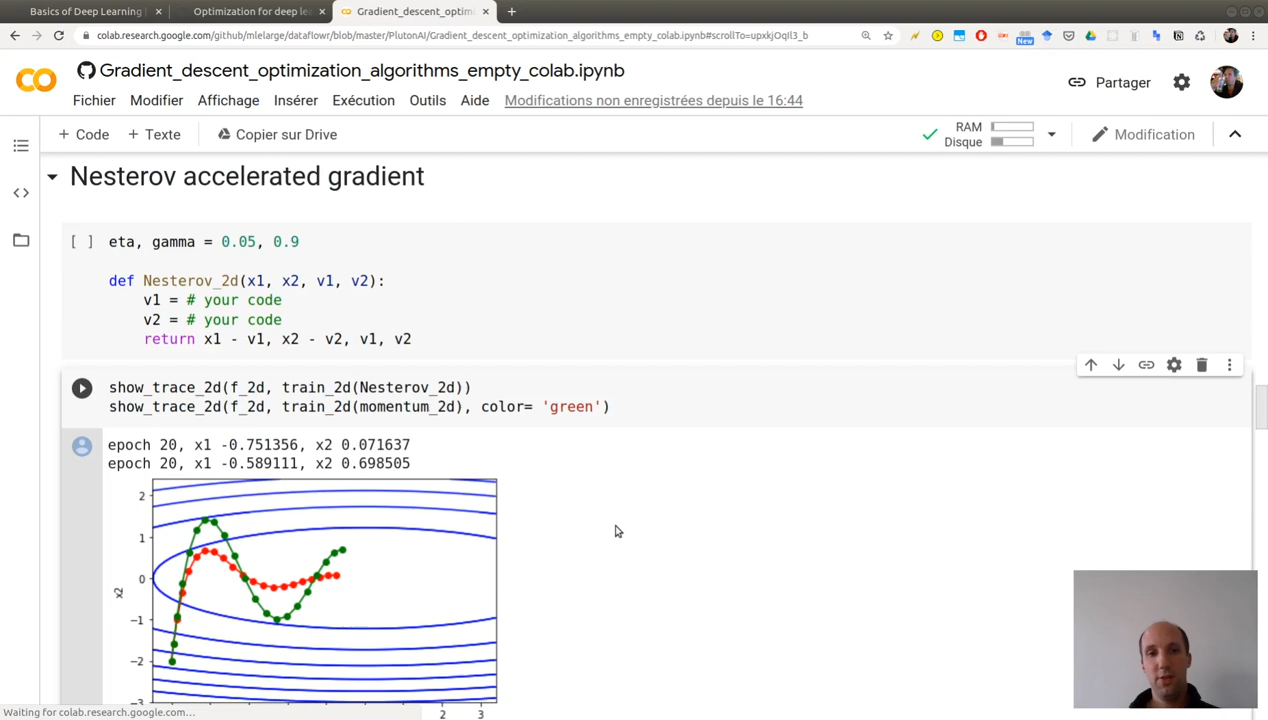 Basics of Deep Learning
Optimization for deep le
Gradient_descent_optimi
colab.research.google.com/github/mlelarge/dataflowr/blob/master/PlutonAI/Gradient_descent_optimization_algorithms_empty_colab.ipynb#scrollTo=upxkjOqIl3_b
New
Gradient_descent_optimization_algorithms_empty_colab.ipynb
Partager
Fichier Modifier Affichage Insérer Exécution Outils Aide Modifications non enregistrées depuis le 16:44
+ Code + Texte Copier sur Drive
RAM
Disque
Modification
Nesterov accelerated gradient
[ ] eta, gamma = 0.05, 0.9
def Nesterov_2d(x1, x2, v1, v2):
v1 = # your code
v2 = # your code
return x1 - v1, x2 - v2, v1, v2
show_trace_2d(f_2d, train_2d(Nesterov_2d))
show_trace_2d(f_2d, train_2d(momentum_2d), color= 'green')
epoch 20, x1 -0.751356, x2 0.071637
epoch 20, x1 -0.589111, x2 0.698505
2
1
0
−1
−2
−3
x2
2 3
Waiting for colab.research.google.com...